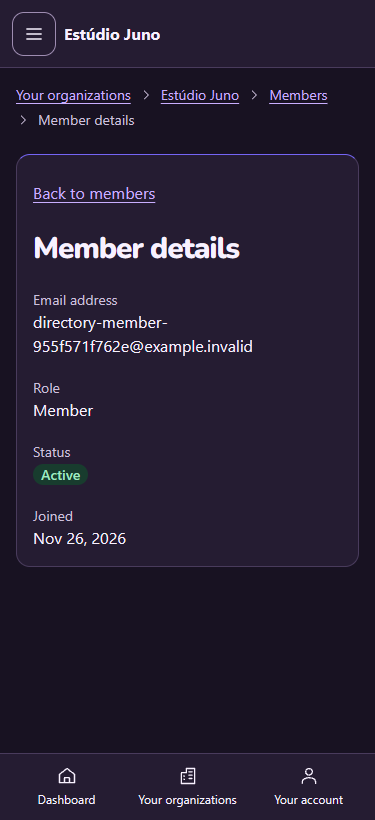 Estúdio Juno
Your organizations > Estúdio Juno > Members
> Member details
Back to members
Member details
Email address
directory-member-
955f571f762e@example.invalid
Role
Member
Status
Active
Joined
Nov 26, 2026
Dashboard
Your organizations
Your account